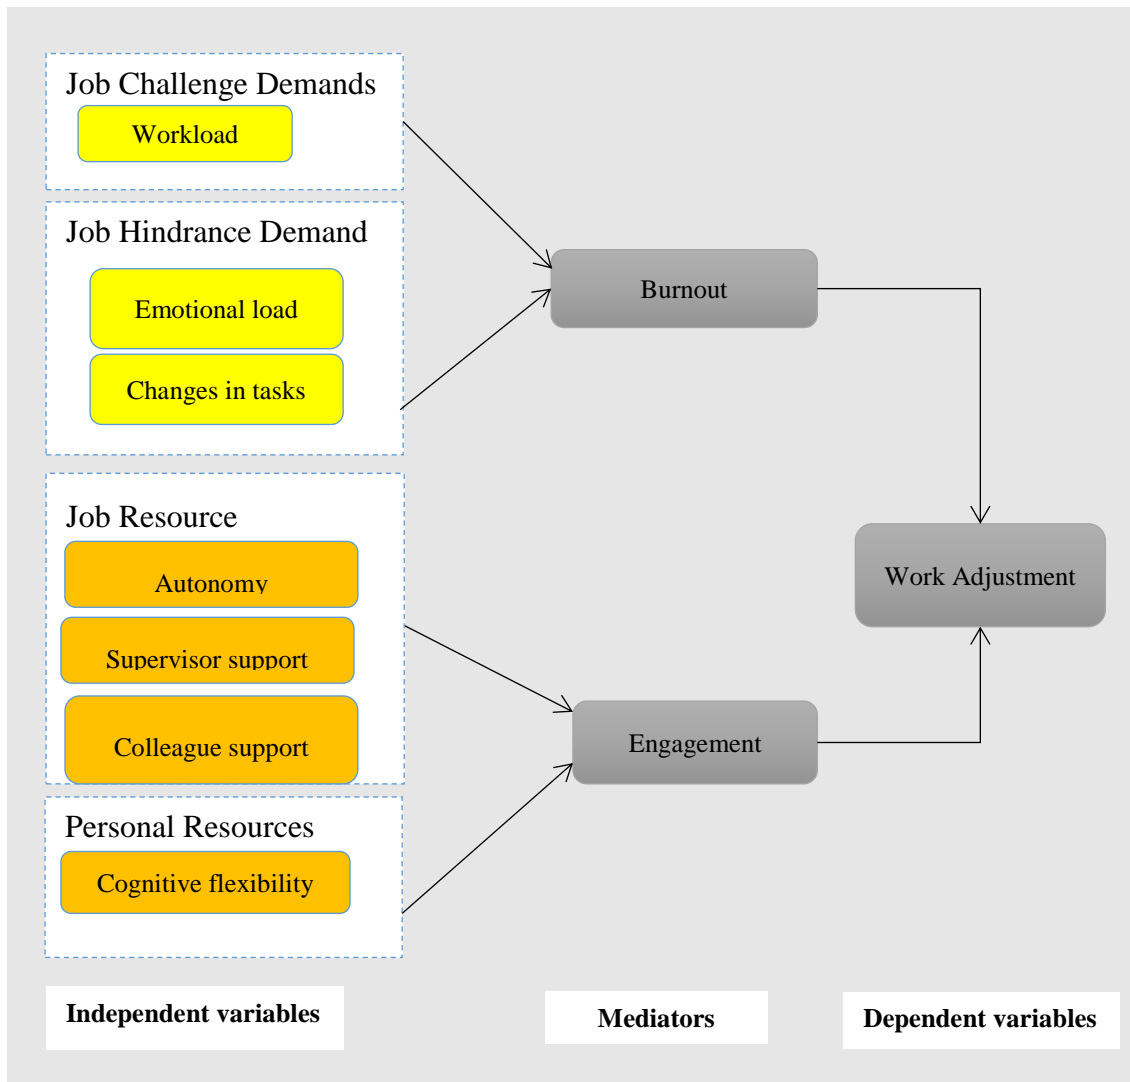 Job Challenge Demands
Workload
Job Hindrance Demand
Emotional load
Changes in tasks
Burnout
Job Resource
Autonomy
Supervisor support
Colleague support
Work Adjustment
Engagement
Personal Resources
Cognitive flexibility
Independent variables
Mediators
Dependent variables